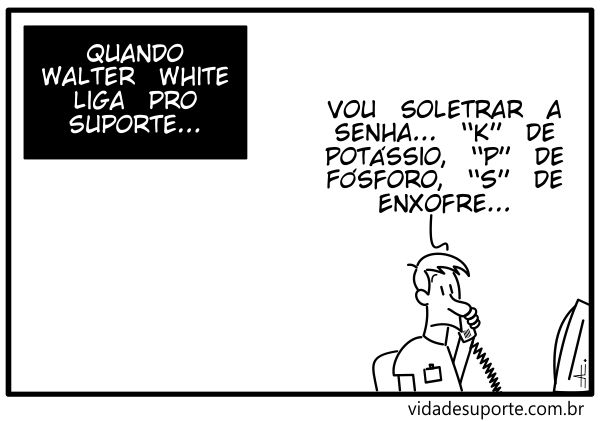 QUANDO
WALTER WHITE
LIGA PRO
SUPORTE...
VOU SOLETRAR A
SENHA... "K" DE
POTÁSSIO, "P" DE
FÓSFORO, "S" DE
ENXOFRE...
vidadesuporte.com.br